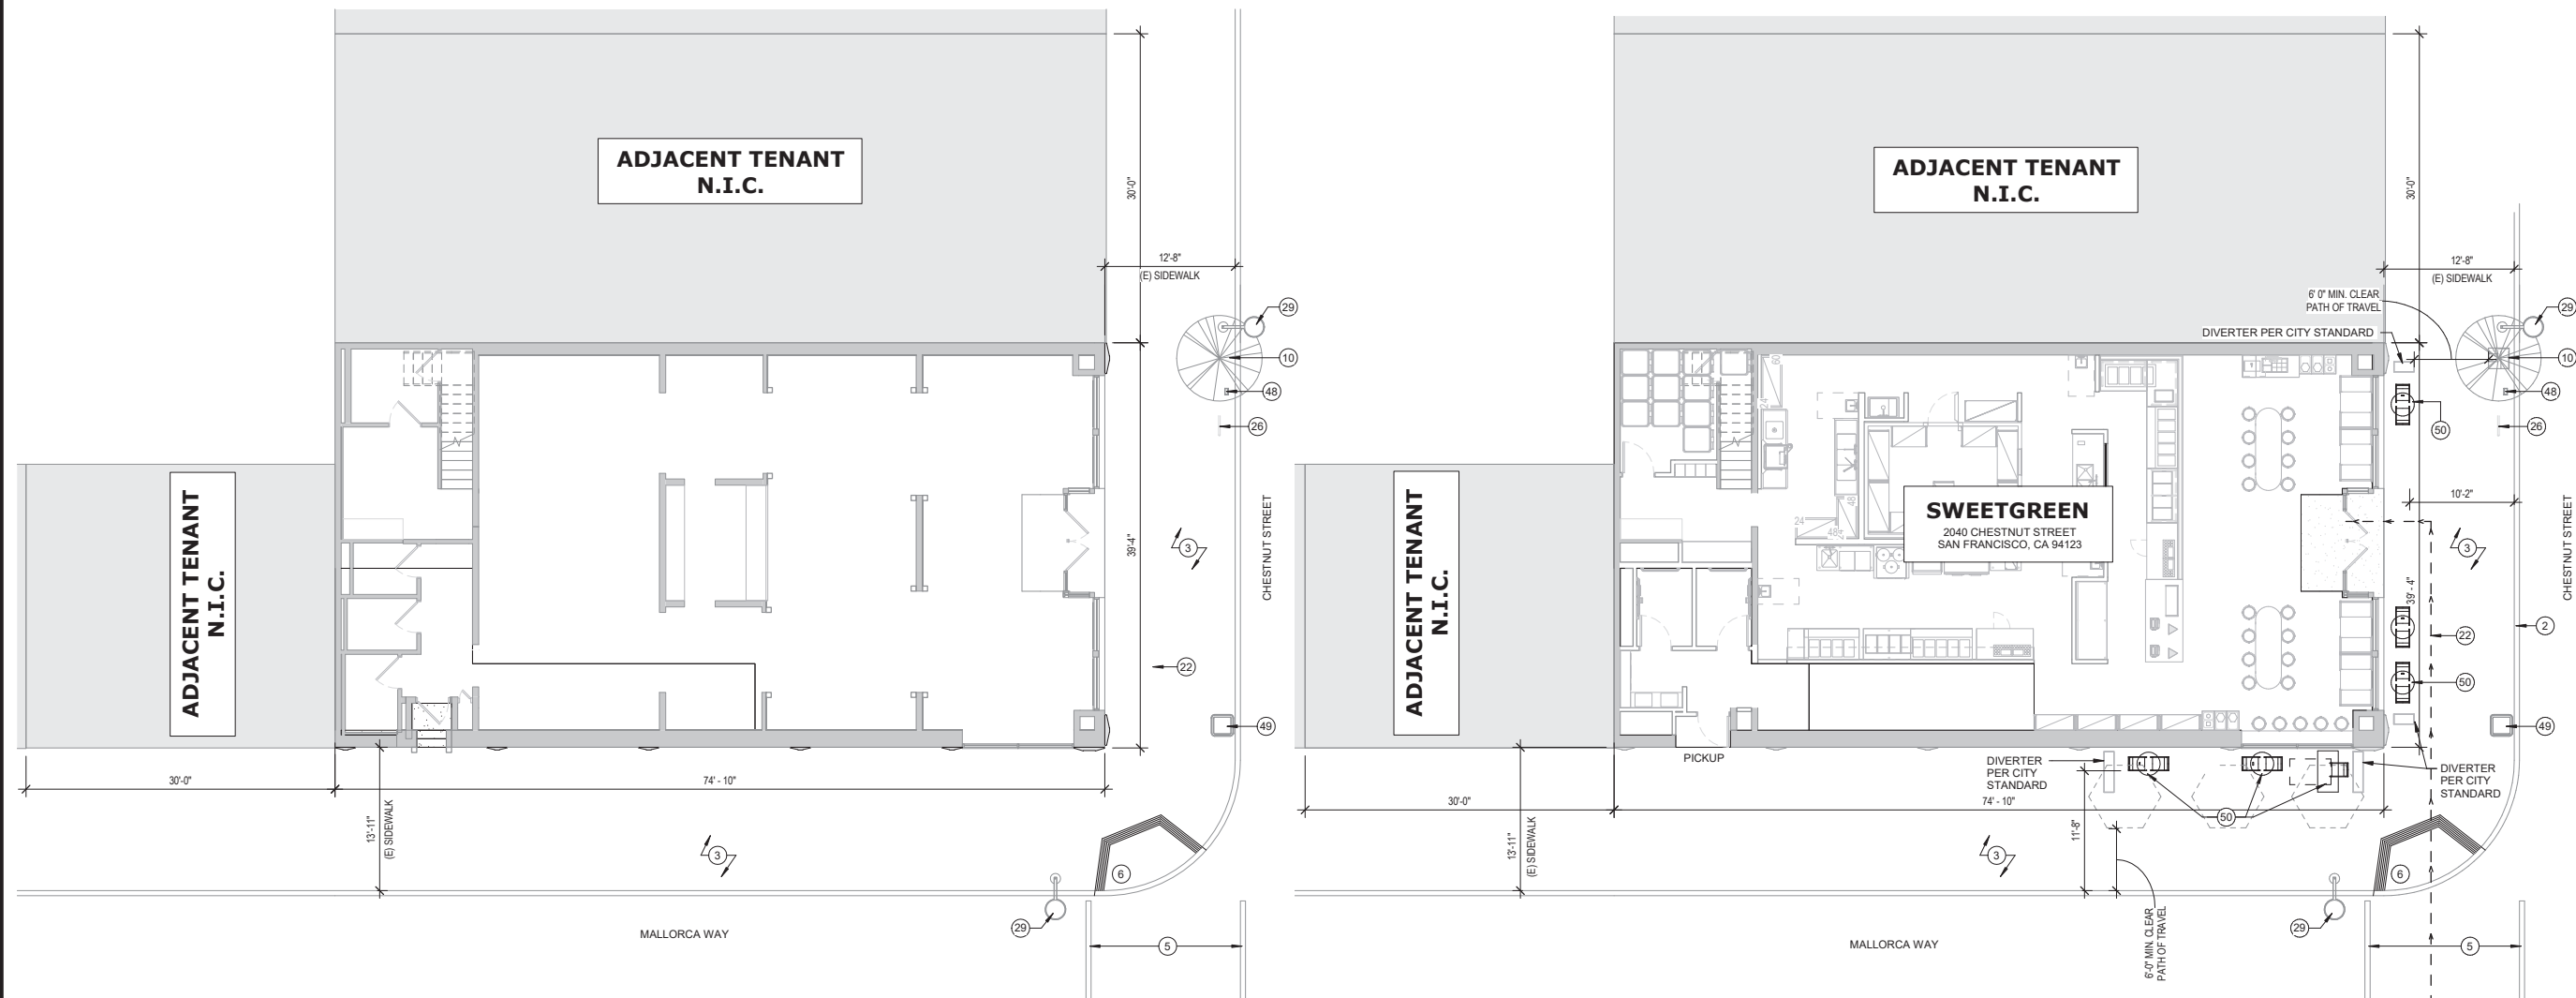 ADJACENT TENANT
N.I.C.
30'-0"
12'-8"
(E) SIDEWALK
29
10
48
26
39'-4"
3
CHESTNUT STREET
22
49
ADJACENT TENANT
N.I.C.
30'-0"
74' - 10"
13'-11"
(E) SIDEWALK
3
6
29
MALLORCA WAY
5
ADJACENT TENANT
N.I.C.
30'-0"
12'-8"
(E) SIDEWALK
6' 0" MIN. CLEAR
PATH OF TRAVEL
DIVERTER PER CITY STANDARD
29
10
48
50
26
60
24
48
24
48
SWEETGREEN
2040 CHESTNUT STREET
SAN FRANCISCO, CA 94123
10'-2"
3
CHESTNUT STREET
39' - 4"
2
22
50
49
ADJACENT TENANT
N.I.C.
PICKUP
DIVERTER
PER CITY
STANDARD
DIVERTER
PER CITY
STANDARD
30'-0"
74' - 10"
50
13'-11"
(E) SIDEWALK
11'-8"
3
6
6'-0" MIN. CLEAR
PATH OF TRAVEL
29
MALLORCA WAY
5